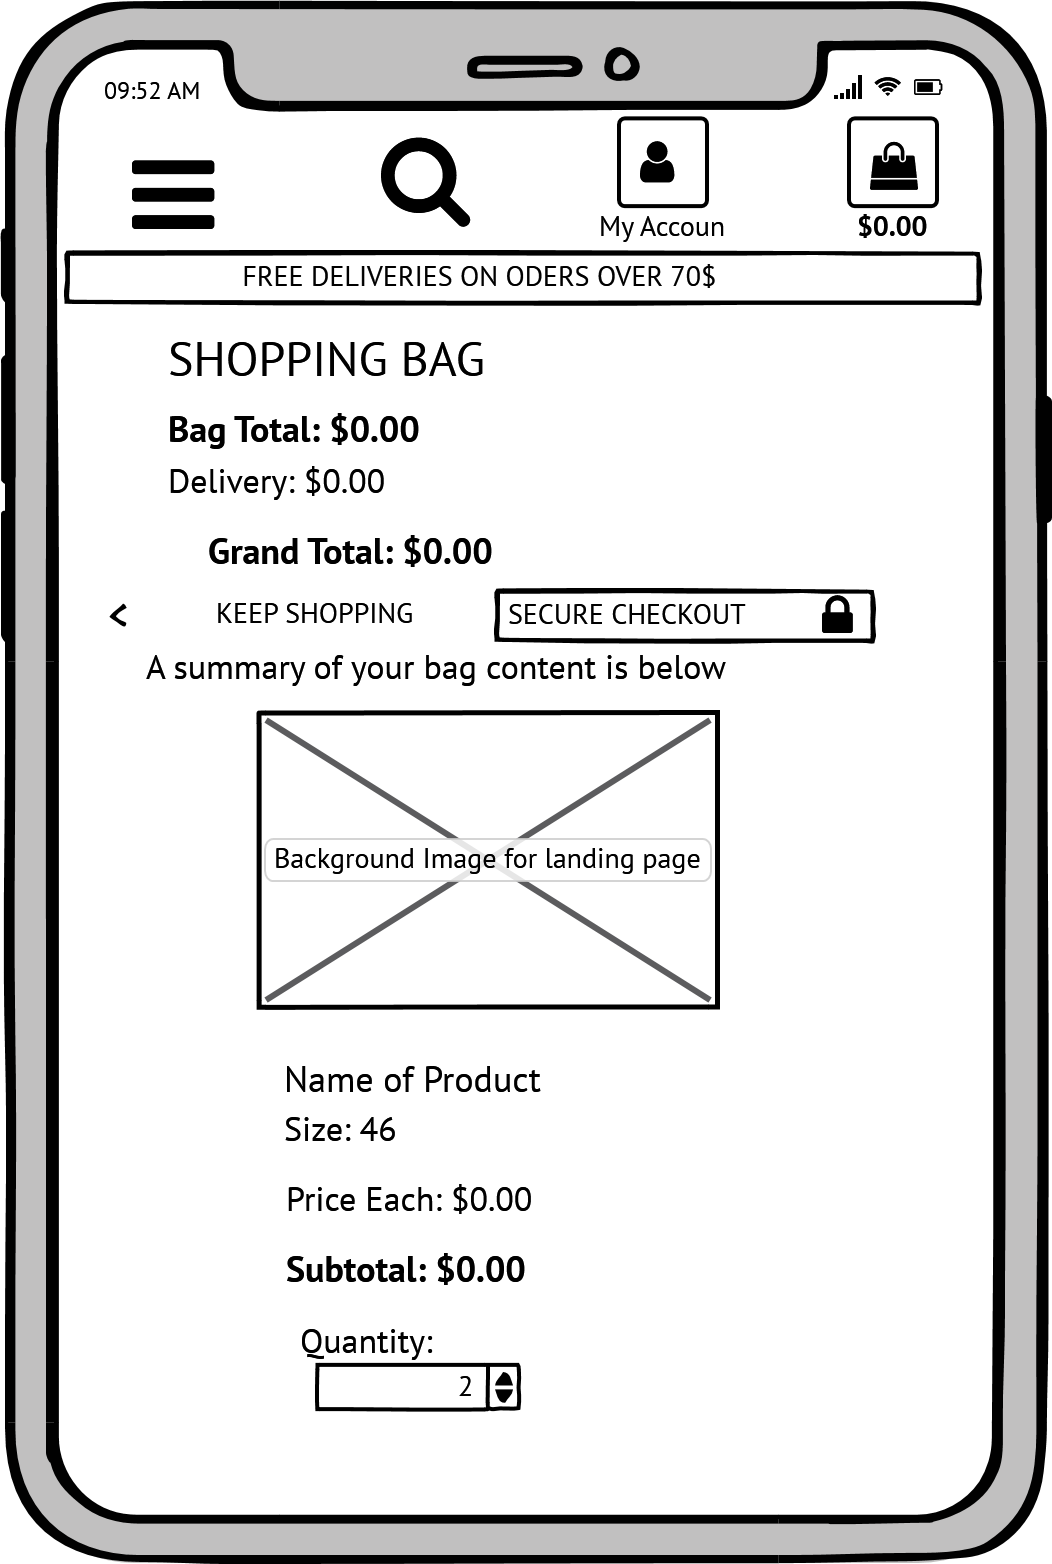 09:52 AM
My Accoun
$0.00
FREE DELIVERIES ON ODERS OVER 70$
SHOPPING BAG
Bag Total: $0.00
Delivery: $0.00
Grand Total: $0.00
< KEEP SHOPPING SECURE CHECKOUT
A summary of your bag content is below
Background Image for landing page
Name of Product
Size: 46
Price Each: $0.00
Subtotal: $0.00
Quantity:
2